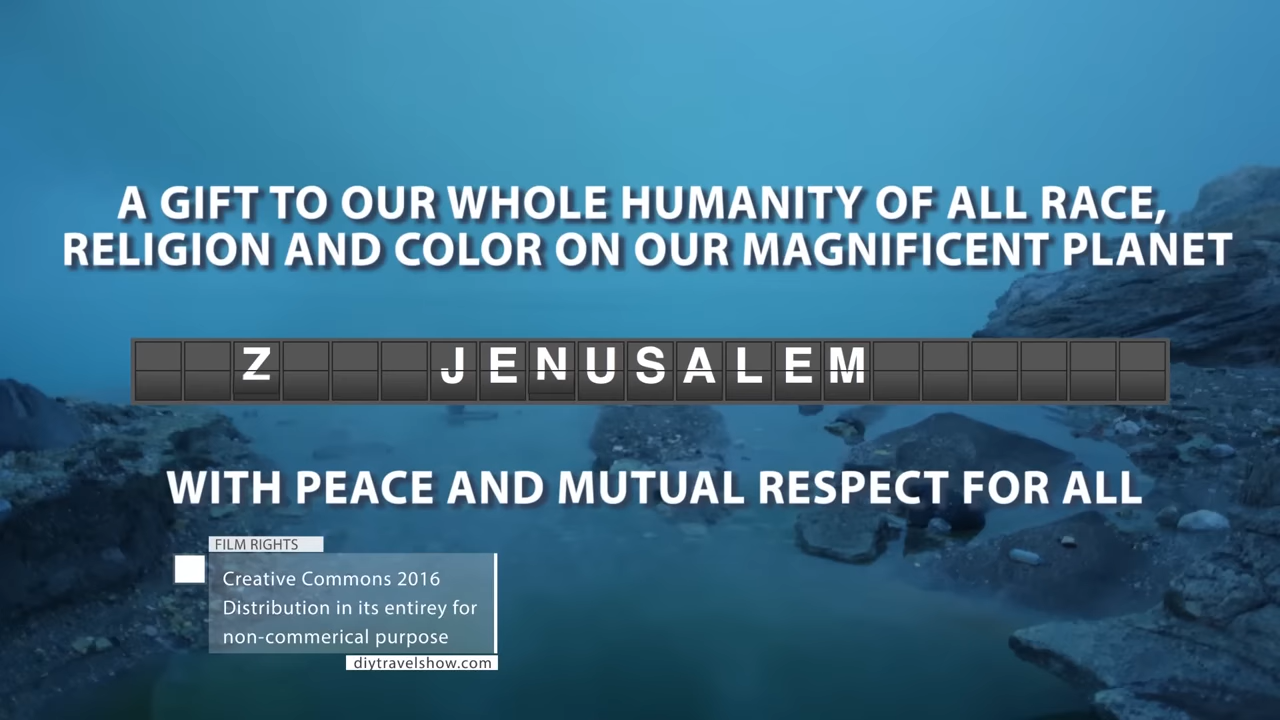 A GIFT TO OUR WHOLE HUMANITY OF ALL RACE,
RELIGION AND COLOR ON OUR MAGNIFICENT PLANET
Z JENUSALEM
WITH PEACE AND MUTUAL RESPECT FOR ALL
FILM RIGHTS
Creative Commons 2016
Distribution in its entirey for
non-commerical purpose
diytravelshow.com